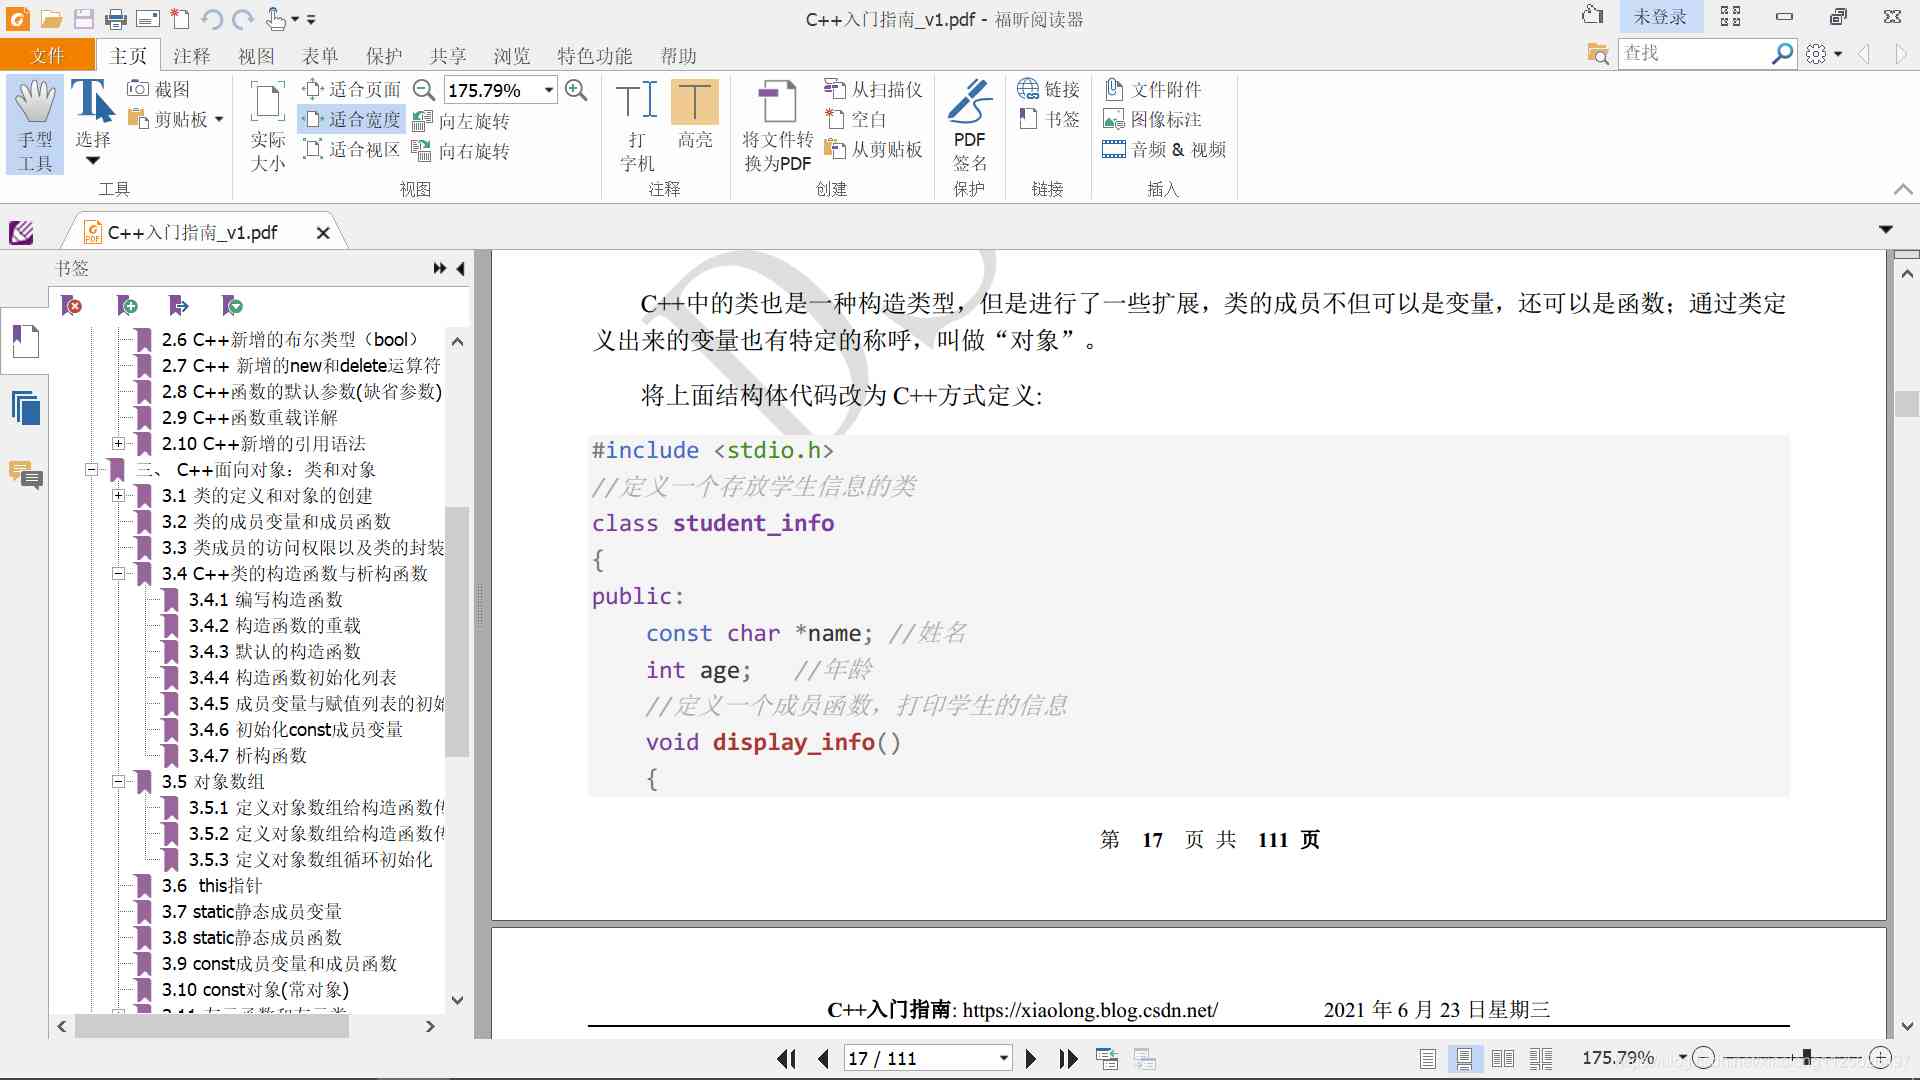 C++入门指南_v1.pdf - 福昕阅读器
未登录
文件 主页 注释 视图 表单 保护 共享 浏览 特色功能 帮助
查找
手型工具
选择
截图
剪贴板
工具
实际大小
适合页面
适合宽度
适合视区
175.79%
向左旋转
向右旋转
视图
打字机
高亮
注释
将文件转换为PDF
从扫描仪
空白
从剪贴板
创建
PDF签名
保护
链接
书签
链接
文件附件
图像标注
音频 & 视频
插入
C++入门指南_v1.pdf
书签
2.6 C++新增的布尔类型（bool）
2.7 C++ 新增的new和delete运算符
2.8 C++函数的默认参数(缺省参数)
2.9 C++函数重载详解
2.10 C++新增的引用语法
三、 C++面向对象：类和对象
3.1 类的定义和对象的创建
3.2 类的成员变量和成员函数
3.3 类成员的访问权限以及类的封装
3.4 C++类的构造函数与析构函数
3.4.1 编写构造函数
3.4.2 构造函数的重载
3.4.3 默认的构造函数
3.4.4 构造函数初始化列表
3.4.5 成员变量与赋值列表的初始
3.4.6 初始化const成员变量
3.4.7 析构函数
3.5 对象数组
3.5.1 定义对象数组给构造函数传
3.5.2 定义对象数组给构造函数传
3.5.3 定义对象数组循环初始化
3.6 this指针
3.7 static静态成员变量
3.8 static静态成员函数
3.9 const成员变量和成员函数
3.10 const对象(常对象)
C++中的类也是一种构造类型，但是进行了一些扩展，类的成员不但可以是变量，还可以是函数；通过类定
义出来的变量也有特定的称呼，叫做“对象”。
将上面结构体代码改为 C++方式定义:
#include <stdio.h>
//定义一个存放学生信息的类
class student_info
{
public:
const char *name; //姓名
int age; //年龄
//定义一个成员函数，打印学生的信息
void display_info()
{
第 17 页 共 111 页
C++入门指南: https://xiaolong.blog.csdn.net/ 2021 年 6 月 23 日星期三
17 / 111
175.79%